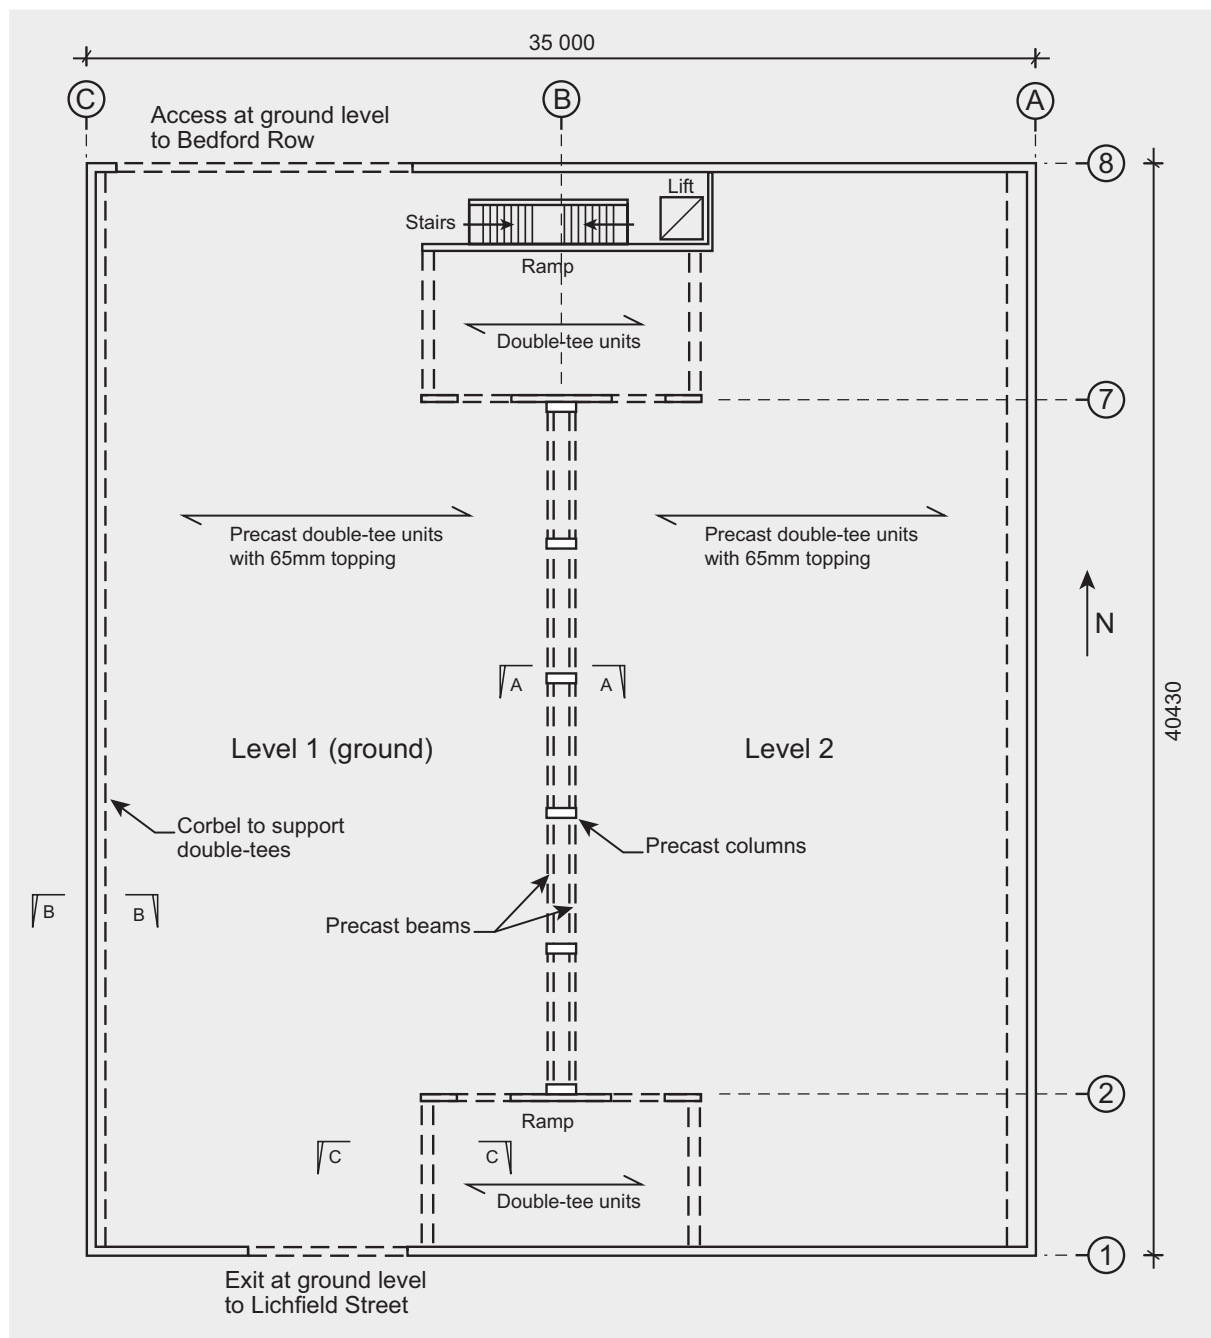 35 000
C
B
A
Access at ground level
to Bedford Row
8
Lift
Stairs
Ramp
Double-tee units
7
Precast double-tee units
with 65mm topping
Precast double-tee units
with 65mm topping
N
A
A
40430
Level 1 (ground)
Level 2
Corbel to support
double-tees
Precast columns
B
B
Precast beams
2
Ramp
C
C
Double-tee units
1
Exit at ground level
to Lichfield Street